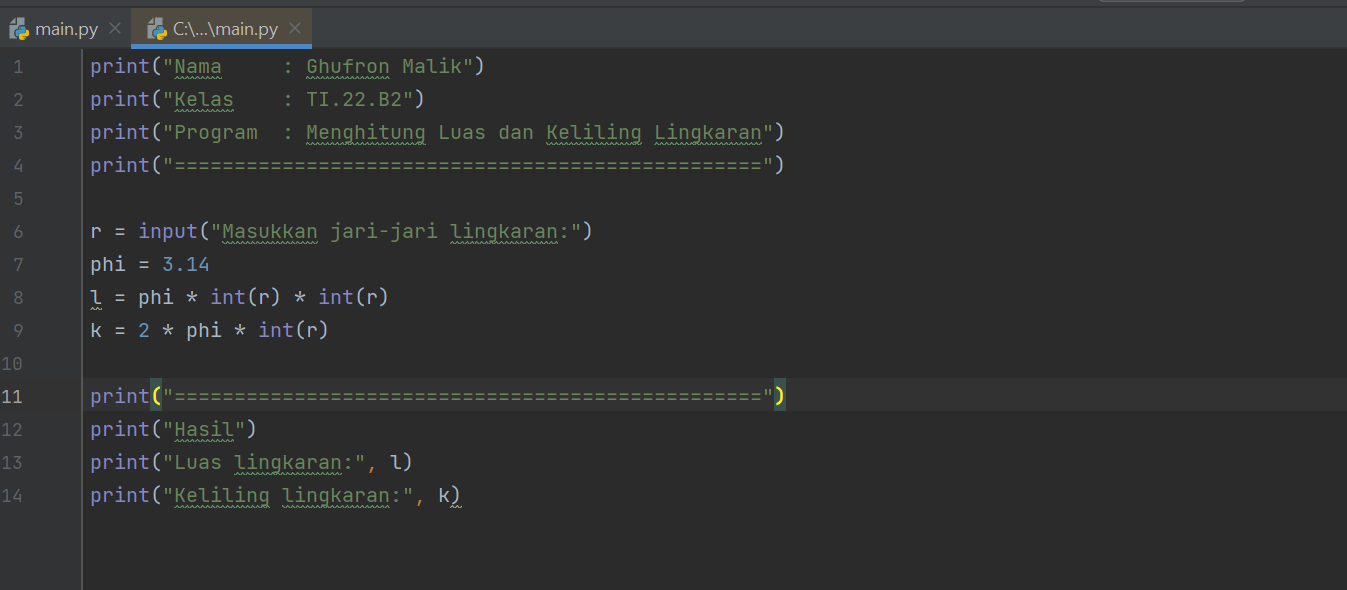 main.py C:\...\main.py
1 print("Nama     : Ghufron Malik")
2 print("Kelas    : TI.22.B2")
3 print("Program  : Menghitung Luas dan Keliling Lingkaran")
4 print("=================================================")
5
6 r = input("Masukkan jari-jari lingkaran:")
7 phi = 3.14
8 l = phi * int(r) * int(r)
9 k = 2 * phi * int(r)
10
11 print("=================================================")
12 print("Hasil")
13 print("Luas lingkaran:", l)
14 print("Keliling lingkaran:", k)